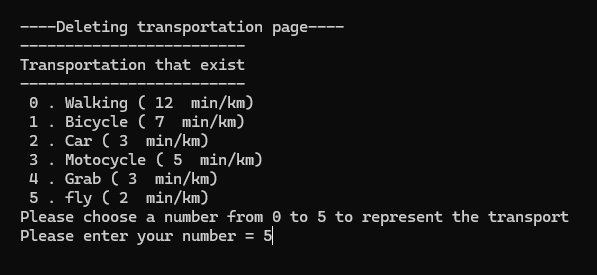 ----Deleting transportation page----
-------------------------
Transportation that exist
-------------------------
 0 . Walking ( 12  min/km)
 1 . Bicycle ( 7  min/km)
 2 . Car ( 3  min/km)
 3 . Motocycle ( 5  min/km)
 4 . Grab ( 3  min/km)
 5 . fly ( 2  min/km)
Please choose a number from 0 to 5 to represent the transport
Please enter your number = 5